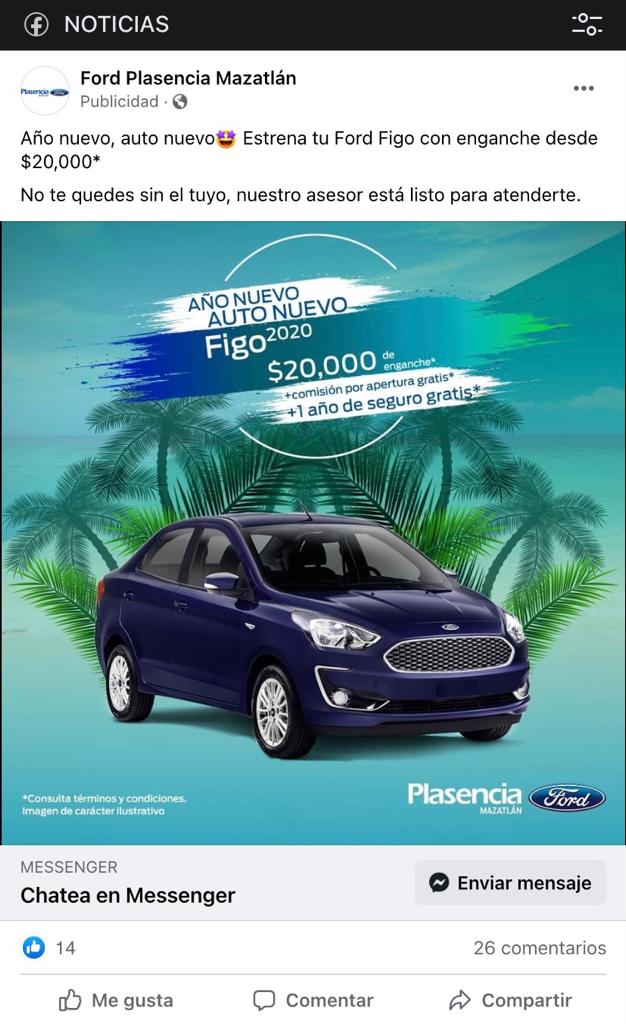 NOTICIAS
Plasencia Ford
Ford Plasencia Mazatlán
Publicidad ·
Año nuevo, auto nuevo🤩 Estrena tu Ford Figo con enganche desde
$20,000*
No te quedes sin el tuyo, nuestro asesor está listo para atenderte.
AÑO NUEVO
AUTO NUEVO
Figo2020
$20,000 de enganche*
+comisión por apertura gratis*
+1 año de seguro gratis*
*Consulta términos y condiciones.
Imagen de carácter ilustrativo
Plasencia Ford
MAZATLÁN
MESSENGER
Chatea en Messenger
Enviar mensaje
14
26 comentarios
Me gusta
Comentar
Compartir